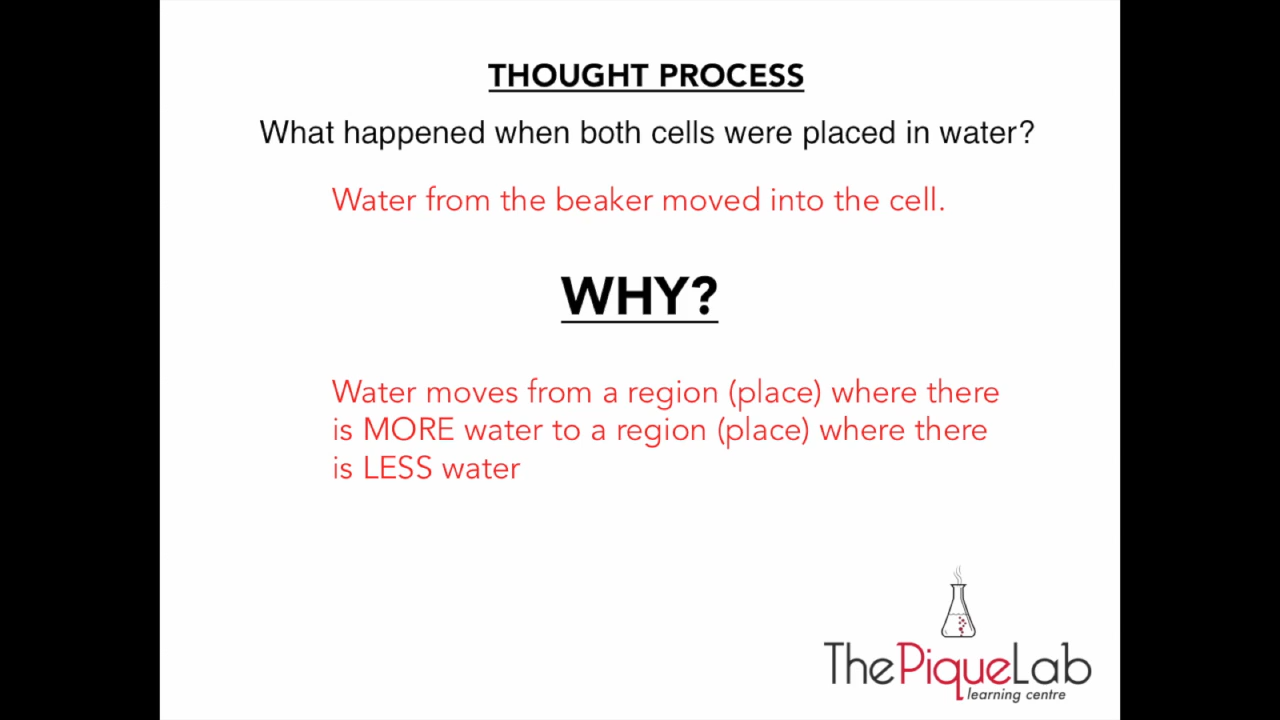 THOUGHT PROCESS
What happened when both cells were placed in water?
Water from the beaker moved into the cell.
WHY?
Water moves from a region (place) where there
is MORE water to a region (place) where there
is LESS water
ThePiqueLab
learning centre